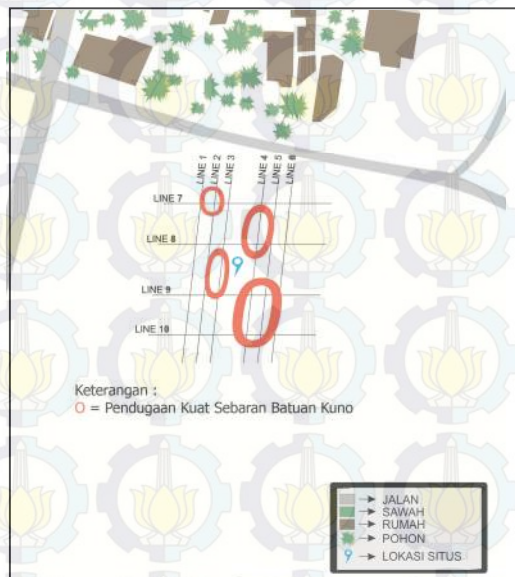 LINE 1
LINE 2
LINE 3
LINE 4
LINE 5
LINE 6
LINE 7
LINE 8
LINE 9
LINE 10
Keterangan :
O = Pendugaan Kuat Sebaran Batuan Kuno
→ JALAN
→ SAWAH
→ RUMAH
→ POHON
→ LOKASI SITUS